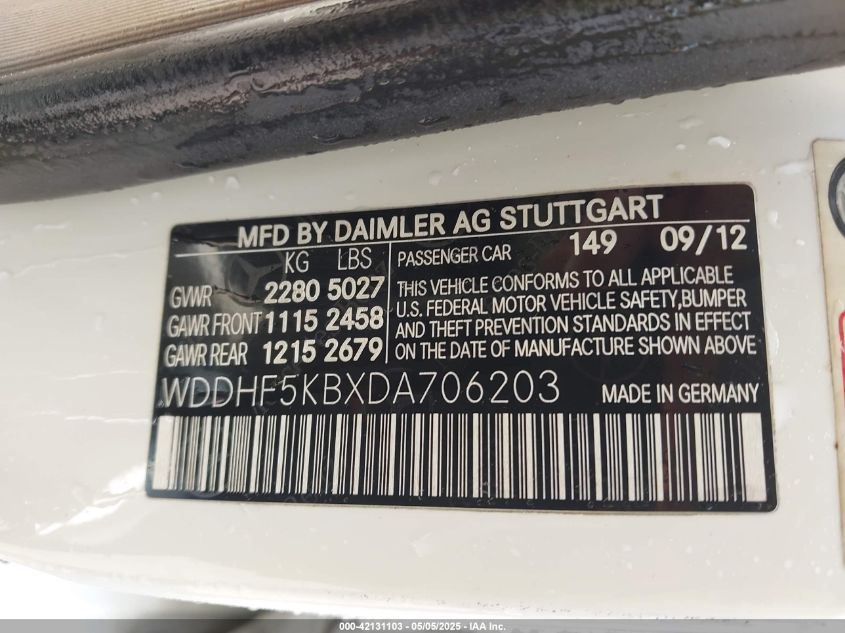 MFD BY DAIMLER AG STUTTGART
KG LBS
GVWR 2280 5027
GAWR FRONT 1115 2458
GAWR REAR 1215 2679
PASSENGER CAR 149 09/12
THIS VEHICLE CONFORMS TO ALL APPLICABLE
U.S. FEDERAL MOTOR VEHICLE SAFETY,BUMPER
AND THEFT PREVENTION STANDARDS IN EFFECT
ON THE DATE OF MANUFACTURE SHOWN ABOVE
WDDHF5KBXDA706203 MADE IN GERMANY
000-42131103 - 05/05/2025 - IAA Inc.